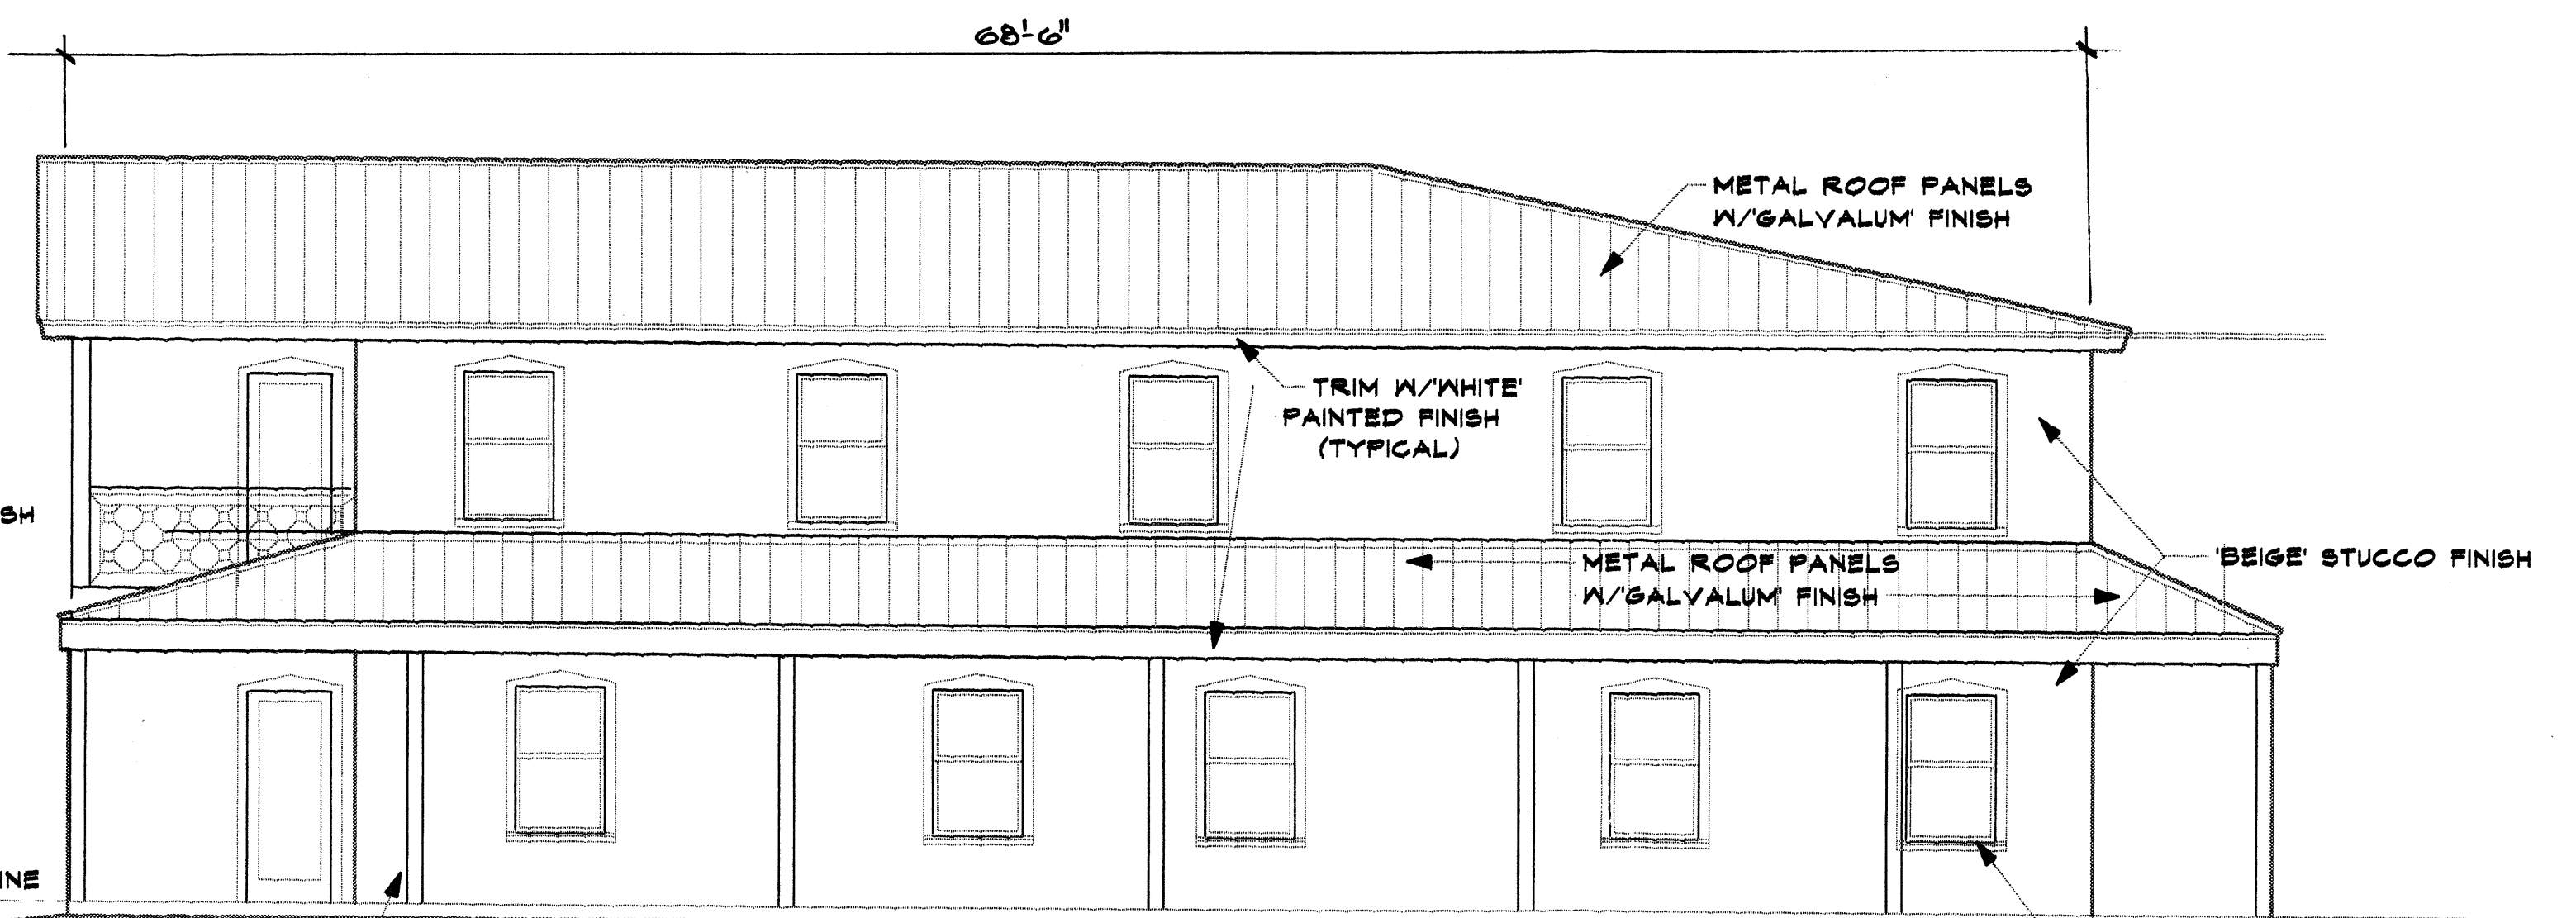 68'-6"
METAL ROOF PANELS
W/'GALVALUM' FINISH
TRIM W/'WHITE'
PAINTED FINISH
(TYPICAL)
SH
METAL ROOF PANELS
W/'GALVALUM' FINISH
'BEIGE' STUCCO FINISH
INE